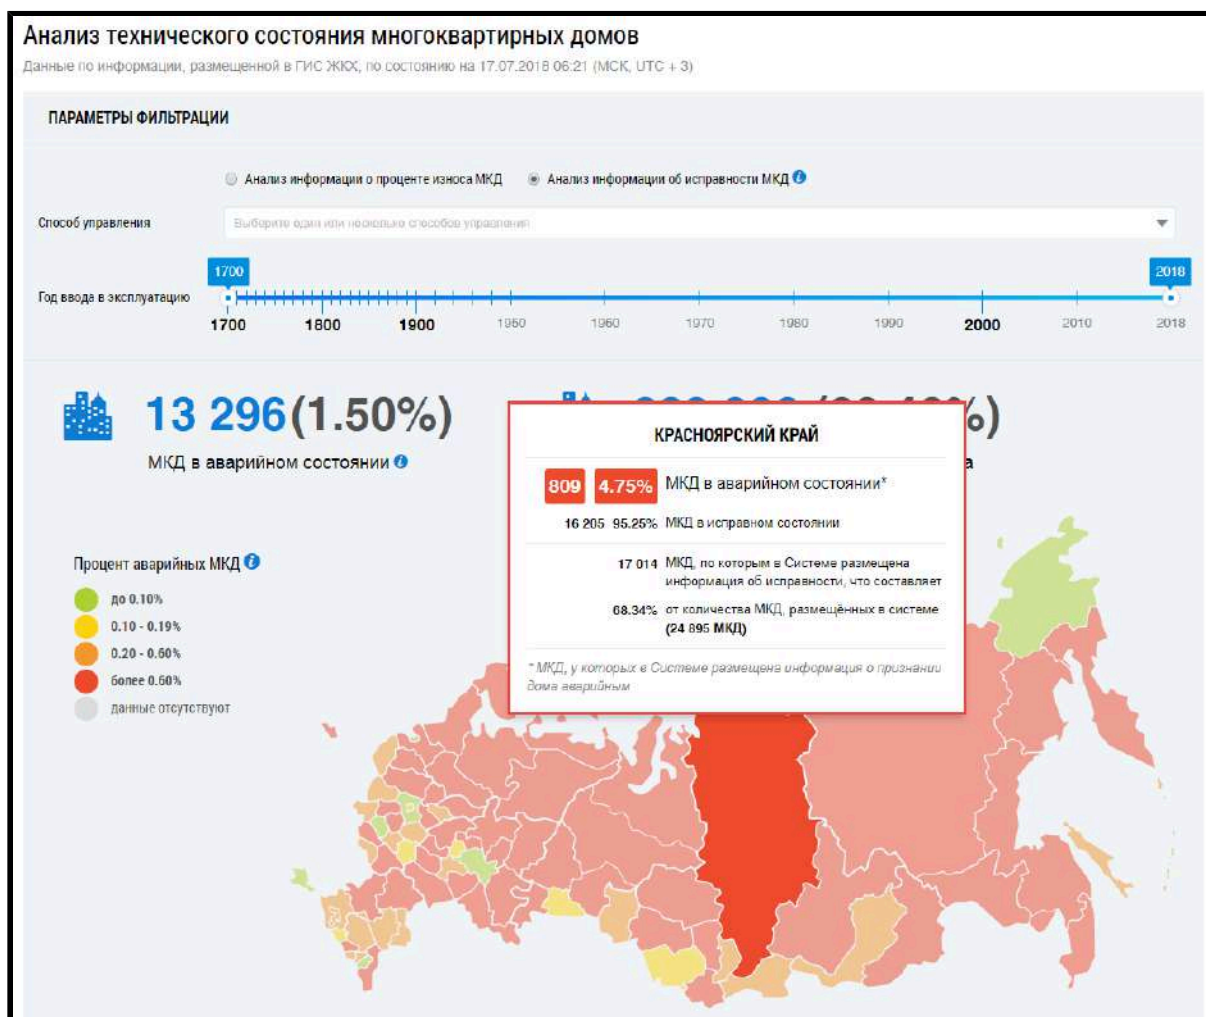 Анализ технического состояния многоквартирных домов
Данные по информации, размещенной в ГИС ЖКХ, по состоянию на 17.07.2018 06:21 (МСК, UTC + 3)
ПАРАМЕТРЫ ФИЛЬТРАЦИИ
Анализ информации о проценте износа МКД Анализ информации об исправности МКД
Способ управления Выберите один или несколько способов управления
1700 2018
Год ввода в эксплуатацию
1700 1800 1900 1950 1960 1970 1980 1990 2000 2010 2018
13 296 (1.50%) %)
МКД в аварийном состоянии а
КРАСНОЯРСКИЙ КРАЙ
809 4.75% МКД в аварийном состоянии*
16 205 95.25% МКД в исправном состоянии
17 014 МКД, по которым в Системе размещена
информация об исправности, что составляет
68.34% от количества МКД, размещённых в системе
(24 895 МКД)
* МКД, у которых в Системе размещена информация о признании
дома аварийным
Процент аварийных МКД
до 0.10%
0.10 - 0.19%
0.20 - 0.60%
более 0.60%
данные отсутствуют